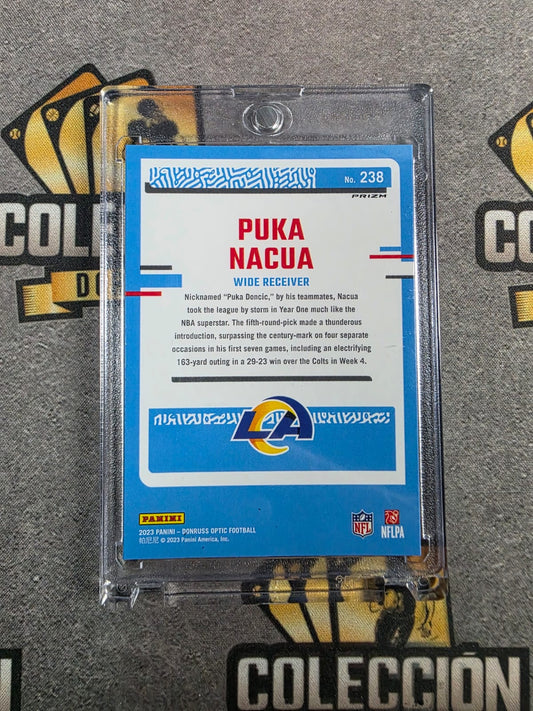 No. 238
PRIZM
PUKA
NACUA
WIDE RECEIVER
Nicknamed "Puka Doncic," by his teammates, Nacua
took the league by storm in Year One much like the
NBA superstar. The fifth-round-pick made a thunderous
introduction, surpassing the century-mark on four separate
occasions in his first seven games, including an electrifying
163-yard outing in a 29-23 win over the Colts in Week 4.
LA
PANINI
2023 PANINI - DONRUSS OPTIC FOOTBALL
帕尼尼 © 2023 Panini America, Inc.
NFL
NFLPA
COLECCIÓN